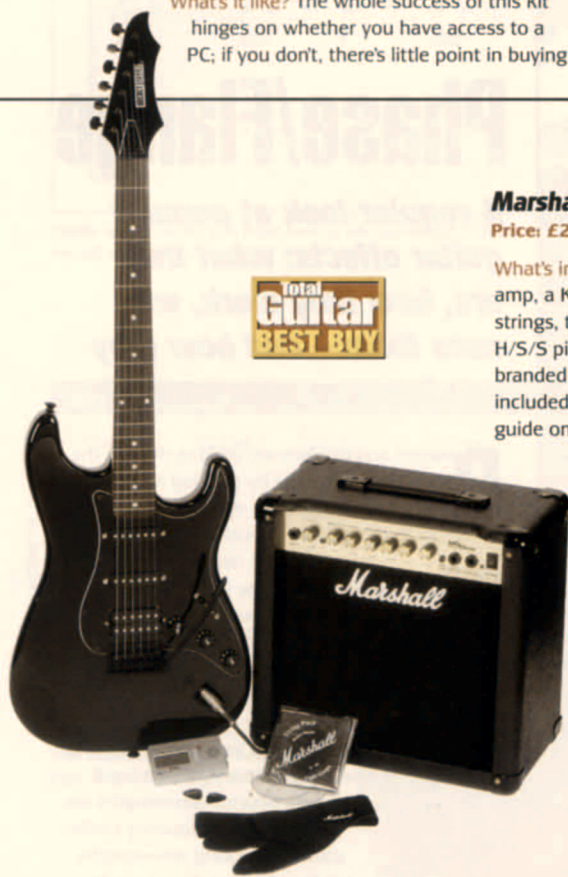 What's it like? The whole success of this kit
hinges on whether you have access to a
PC; if you don't, there's little point in buying
Marsha
Price: £2
What's in
amp, a K
strings, t
H/S/S pi
branded
included
guide on
Total
Guitar
BEST BUY
Marshall
Marshall